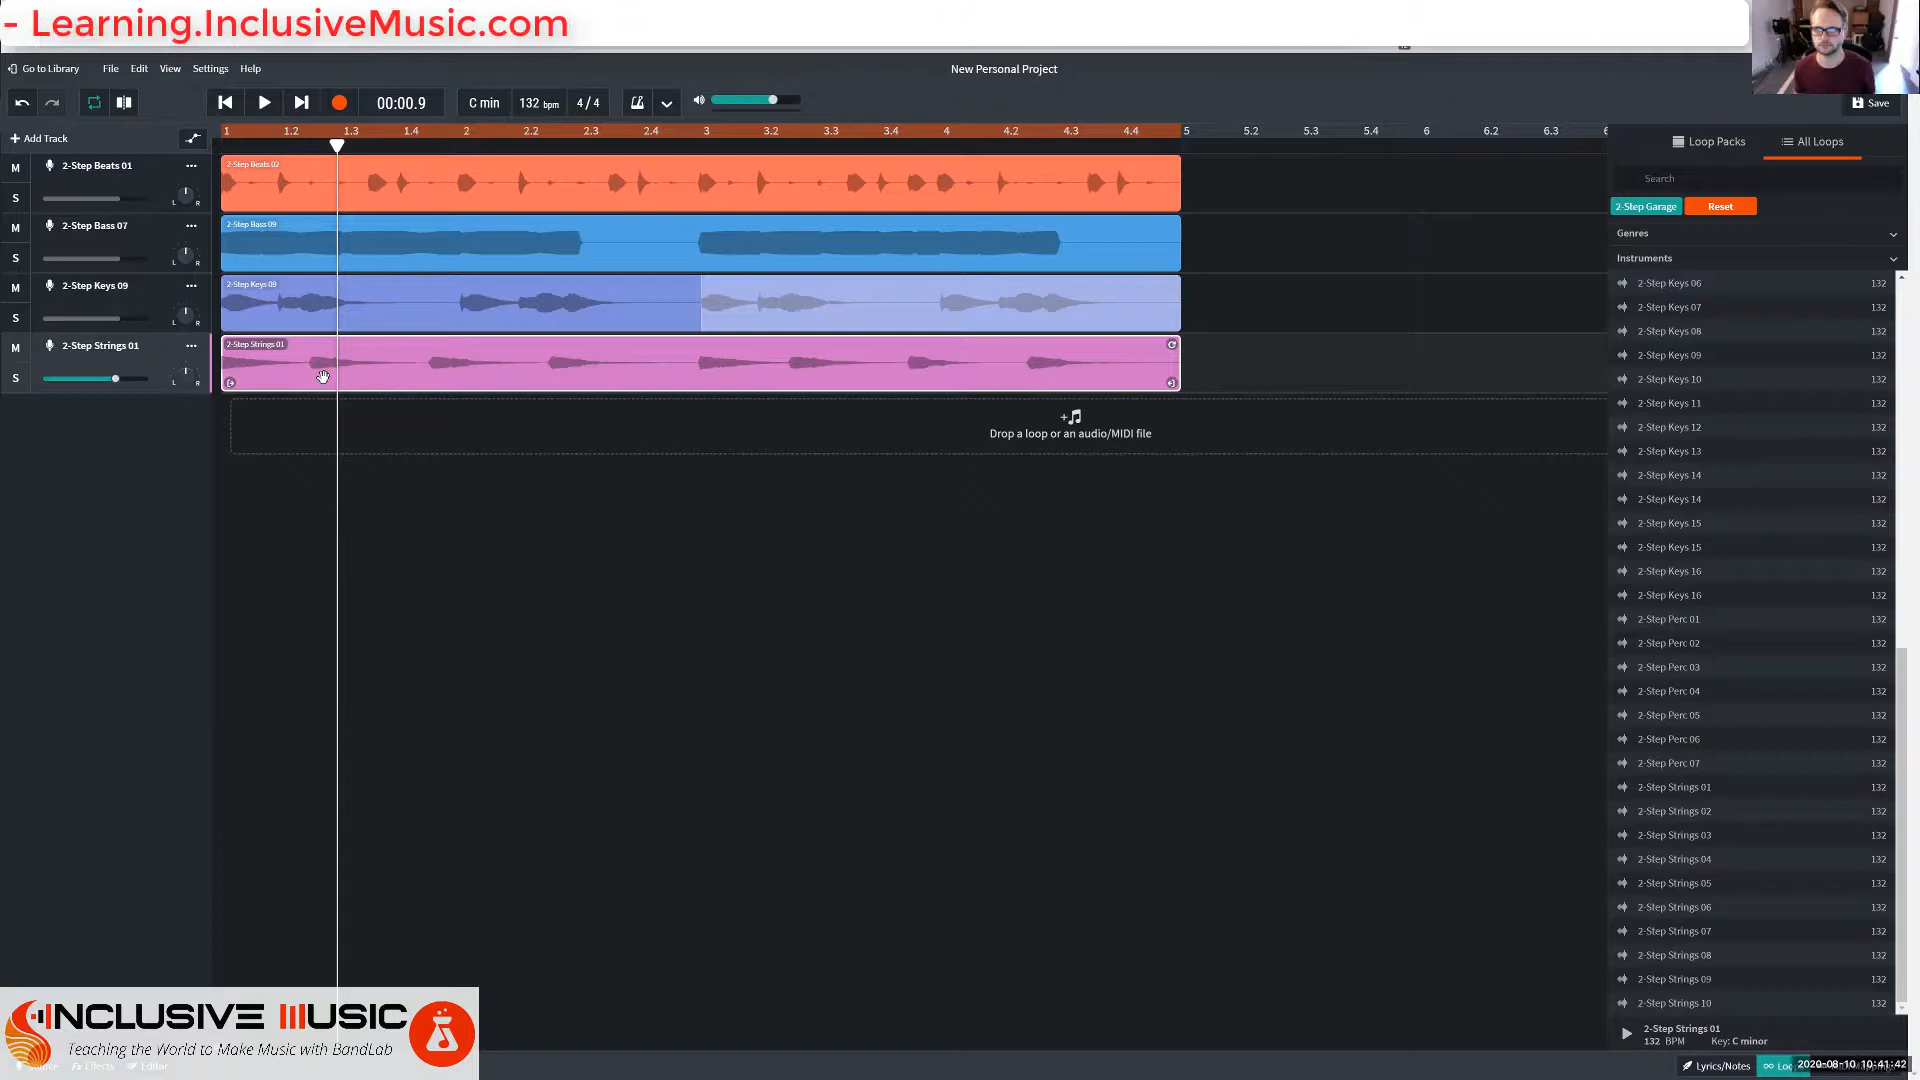 - Learning.InclusiveMusic.com
Go to Library File Edit View Settings Help New Personal Project
00:00.9 C min 132 bpm 4/4 Save
+ Add Track 1 1.2 1.3 1.4 2 2.2 2.3 2.4 3 3.2 3.3 3.4 4 4.2 4.3 4.4 5 5.2 5.3 5.4 6 6.2 6.3
Loop Packs All Loops
M 2-Step Beats 01 ... 2-Step Beats 02
S L R
M 2-Step Bass 07 ... 2-Step Bass 09
S L R
M 2-Step Keys 09 ... 2-Step Keys 09
S L R
M 2-Step Strings 01 ... 2-Step Strings 01
S L R
Drop a loop or an audio/MIDI file
Search
2-Step Garage Reset
Genres
Instruments
2-Step Keys 06 132
2-Step Keys 07 132
2-Step Keys 08 132
2-Step Keys 09 132
2-Step Keys 10 132
2-Step Keys 11 132
2-Step Keys 12 132
2-Step Keys 13 132
2-Step Keys 14 132
2-Step Keys 14 132
2-Step Keys 15 132
2-Step Keys 15 132
2-Step Keys 16 132
2-Step Keys 16 132
2-Step Perc 01 132
2-Step Perc 02 132
2-Step Perc 03 132
2-Step Perc 04 132
2-Step Perc 05 132
2-Step Perc 06 132
2-Step Perc 07 132
2-Step Strings 01 132
2-Step Strings 02 132
2-Step Strings 03 132
2-Step Strings 04 132
2-Step Strings 05 132
2-Step Strings 06 132
2-Step Strings 07 132
2-Step Strings 08 132
2-Step Strings 09 132
2-Step Strings 10 132
2-Step Strings 01
132 BPM Key: C minor
INCLUSIVE MUSIC
Teaching the World to Make Music with BandLab
Fx Effects Editor
Lyrics/Notes 2020-08-10 10:41:42